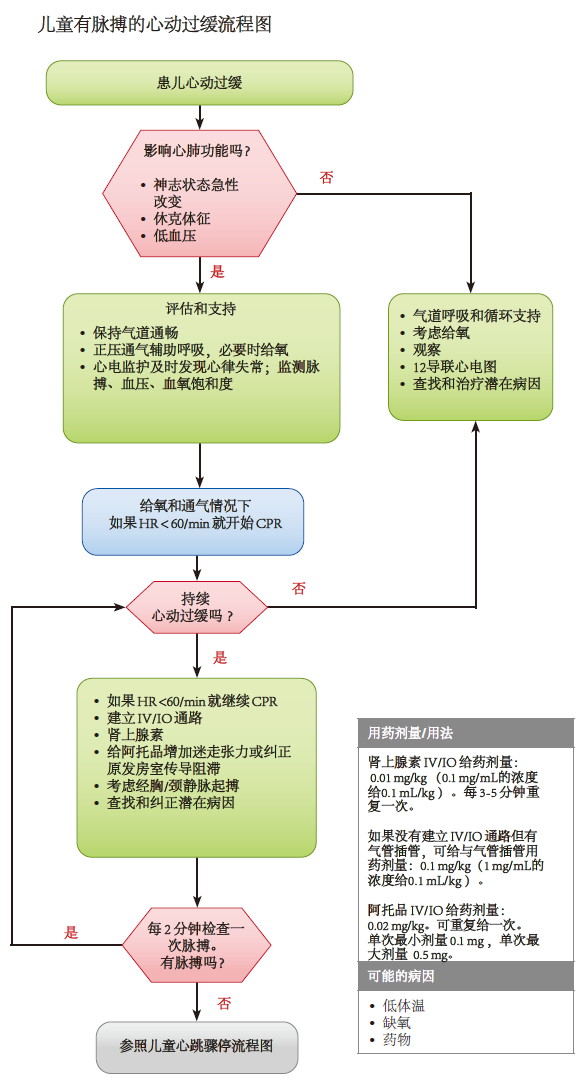 儿童有脉搏的心动过缓流程图
患儿心动过缓
影响心肺功能吗?
• 神志状态急性
改变
• 休克体征
• 低血压
否
是
评估和支持
• 保持气道通畅
• 正压通气辅助呼吸，必要时给氧
• 心电监护及时发现心律失常；监测脉
搏、血压、血氧饱和度
• 气道呼吸和循环支持
• 考虑给氧
• 观察
• 12导联心电图
• 查找和治疗潜在病因
给氧和通气情况下
如果 HR < 60/min 就开始 CPR
持续
心动过缓吗 ?
否
是
• 如果 HR <60/min 就继续 CPR
• 建立 IV/IO 通路
• 肾上腺素
• 给阿托品增加迷走张力或纠正
原发房室传导阻滞
• 考虑经胸/颈静脉起搏
• 查找和纠正潜在病因
每 2 分钟检查一
次脉搏。
有脉搏吗?
是
否
参照儿童心跳骤停流程图
用药剂量/用法
肾上腺素 IV/IO 给药剂量：
0.01 mg/kg （0.1 mg/mL的浓度
给0.1 mL/kg ）。每 3-5 分钟重
复一次。
如果没有建立 IV/IO 通路但有
气管插管，可给与气管插管用
药剂量：0.1 mg/kg（1 mg/mL的
浓度给0.1 mL/kg ）。
阿托品 IV/IO 给药剂量：
0.02 mg/kg。可重复给一次。
单次最小剂量 0.1 mg ，单次最
大剂量 0.5 mg。
可能的病因
• 低体温
• 缺氧
• 药物